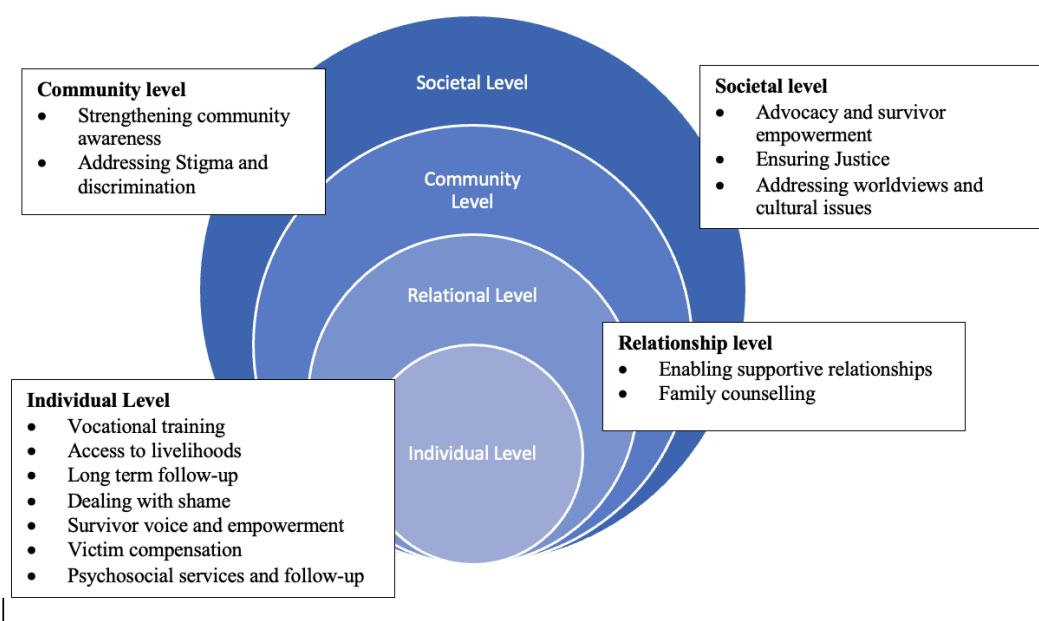 Societal Level
Community
Level
Relational Level
Individual Level
Community level
• Strengthening community
awareness
• Addressing Stigma and
discrimination
Societal level
• Advocacy and survivor
empowerment
• Ensuring Justice
• Addressing worldviews and
cultural issues
Relationship level
• Enabling supportive relationships
• Family counselling
Individual Level
• Vocational training
• Access to livelihoods
• Long term follow-up
• Dealing with shame
• Survivor voice and empowerment
• Victim compensation
• Psychosocial services and follow-up